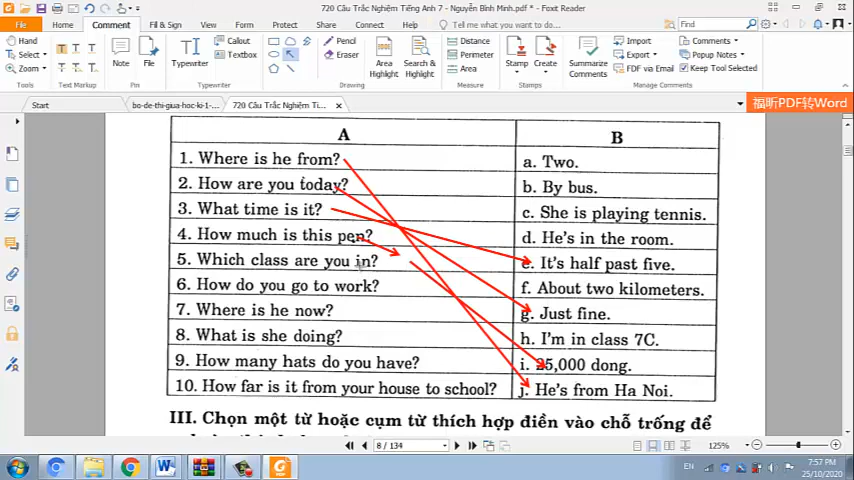 720 Câu Trắc Nghiệm Tiếng Anh 7 - Nguyễn Bình Minh.pdf * - Foxit Reader
File Home Comment Fill & Sign View Form Protect Share Connect Help Tell me what you want to do... Find
Hand
Select
Zoom
Text Markup
Note
File
Pin
Typewriter
Callout
Textbox
Typewriter
Pencil
Eraser
Drawing
Area Highlight
Search & Highlight
Distance
Perimeter
Area
Measure
Stamp
Create
Stamps
Summarize Comments
Import
Export
FDF via Email
Comments
Popup Notes
Keep Tool Selected
Manage Comments
Start bo-de-thi-giua-hoc-ki-1-... 720 Câu Trắc Nghiệm Tiếng Anh 7 - Ti... 福昕PDF转Word
A B
1. Where is he from? a. Two.
2. How are you today? b. By bus.
3. What time is it? c. She is playing tennis.
4. How much is this pen? d. He's in the room.
5. Which class are you in? e. It's half past five.
6. How do you go to work? f. About two kilometers.
7. Where is he now? g. Just fine.
8. What is she doing? h. I'm in class 7C.
9. How many hats do you have? i. 25,000 dong.
10. How far is it from your house to school? j. He's from Ha Noi.
III. Chọn một từ hoặc cụm từ thích hợp điền vào chỗ trống để
8 / 134 125%
EN 7:57 PM
25/10/2020